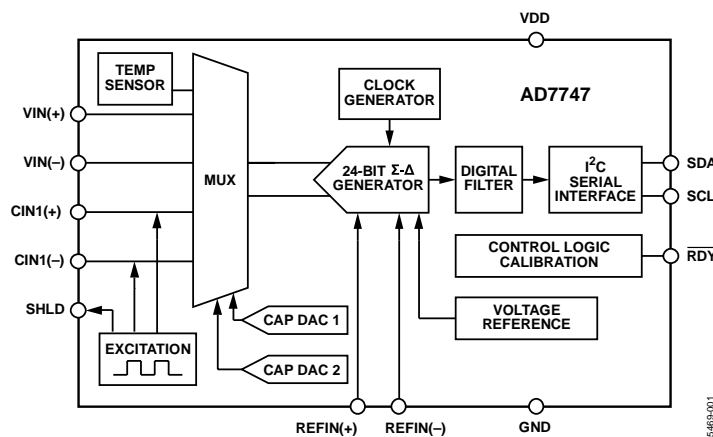 VDD
AD7747
TEMP
SENSOR
CLOCK
GENERATOR
VIN(+)
VIN(–)
CIN1(+)
CIN1(–)
SHLD
MUX
24-BIT Σ-Δ
GENERATOR
DIGITAL
FILTER
I2C
SERIAL
INTERFACE
SDA
SCL
CONTROL LOGIC
CALIBRATION
RDY
VOLTAGE
REFERENCE
EXCITATION
CAP DAC 1
CAP DAC 2
REFIN(+)
REFIN(–)
GND
5469-001